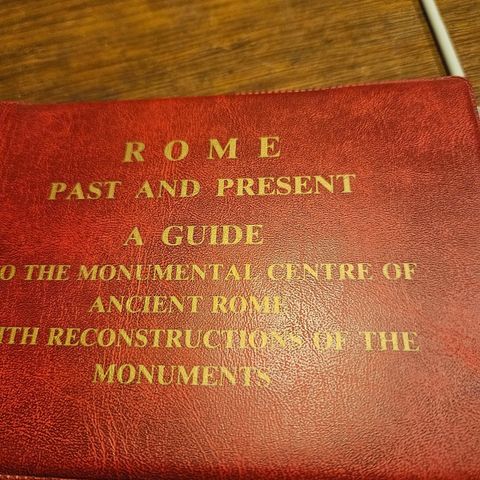 ROME
PAST AND PRESENT
A GUIDE
O THE MONUMENTAL CENTRE OF
ANCIENT ROME
ITH RECONSTRUCTIONS OF THE
MONUMENTS